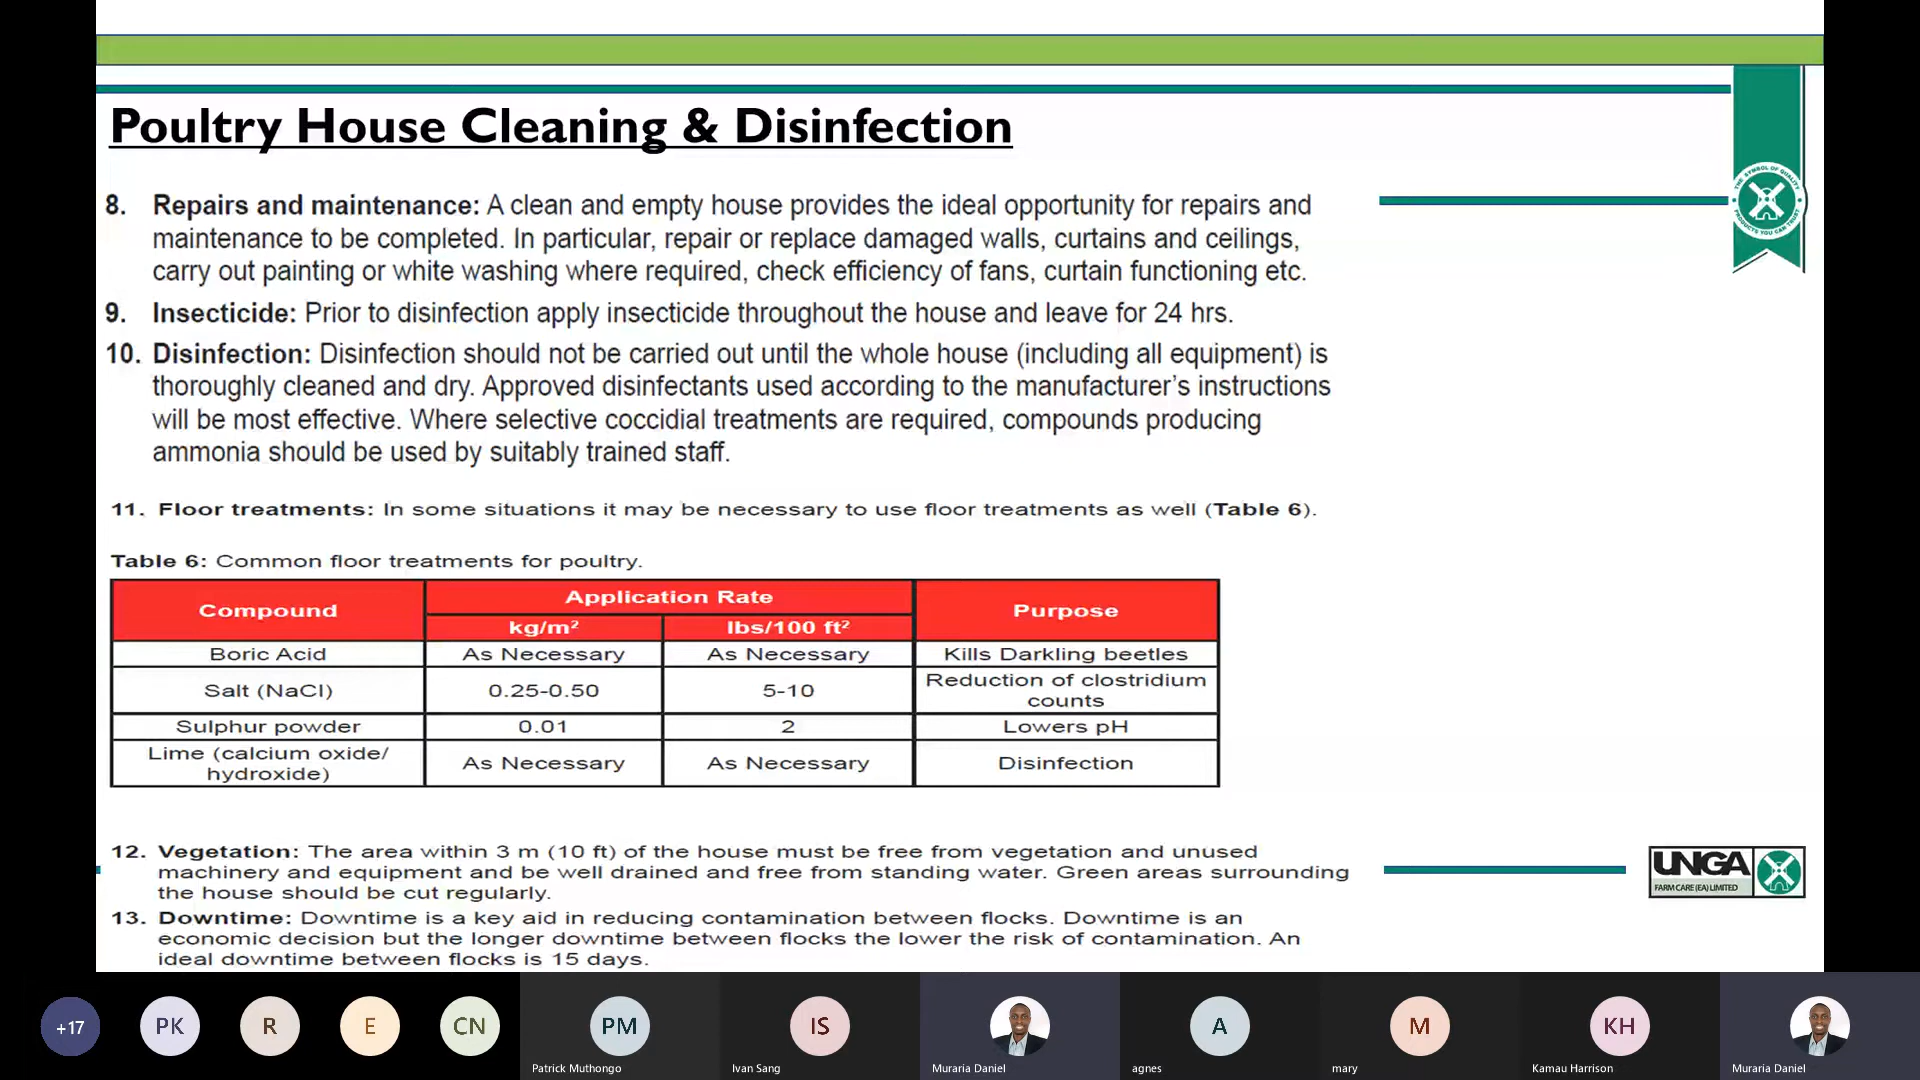 Poultry House Cleaning & Disinfection
8. Repairs and maintenance: A clean and empty house provides the ideal opportunity for repairs and
maintenance to be completed. In particular, repair or replace damaged walls, curtains and ceilings,
carry out painting or white washing where required, check efficiency of fans, curtain functioning etc.
9. Insecticide: Prior to disinfection apply insecticide throughout the house and leave for 24 hrs.
10. Disinfection: Disinfection should not be carried out until the whole house (including all equipment) is
thoroughly cleaned and dry. Approved disinfectants used according to the manufacturer's instructions
will be most effective. Where selective coccidial treatments are required, compounds producing
ammonia should be used by suitably trained staff.
11. Floor treatments: In some situations it may be necessary to use floor treatments as well (Table 6).
Table 6: Common floor treatments for poultry.
Compound Application Rate Purpose
kg/m² lbs/100 ft²
Boric Acid As Necessary As Necessary Kills Darkling beetles
Salt (NaCl) 0.25-0.50 5-10 Reduction of clostridium
counts
Sulphur powder 0.01 2 Lowers pH
Lime (calcium oxide/
hydroxide) As Necessary As Necessary Disinfection
12. Vegetation: The area within 3 m (10 ft) of the house must be free from vegetation and unused
machinery and equipment and be well drained and free from standing water. Green areas surrounding
the house should be cut regularly.
13. Downtime: Downtime is a key aid in reducing contamination between flocks. Downtime is an
economic decision but the longer downtime between flocks the lower the risk of contamination. An
ideal downtime between flocks is 15 days.
THE SYMBOL OF QUALITY
PRODUCTS YOU CAN TRUST
UNGA
FARM CARE (EA) LIMITED
+17 PK R E CN PM IS A M KH
Patrick Muthongo Ivan Sang Muraria Daniel agnes mary Kamau Harrison Muraria Daniel